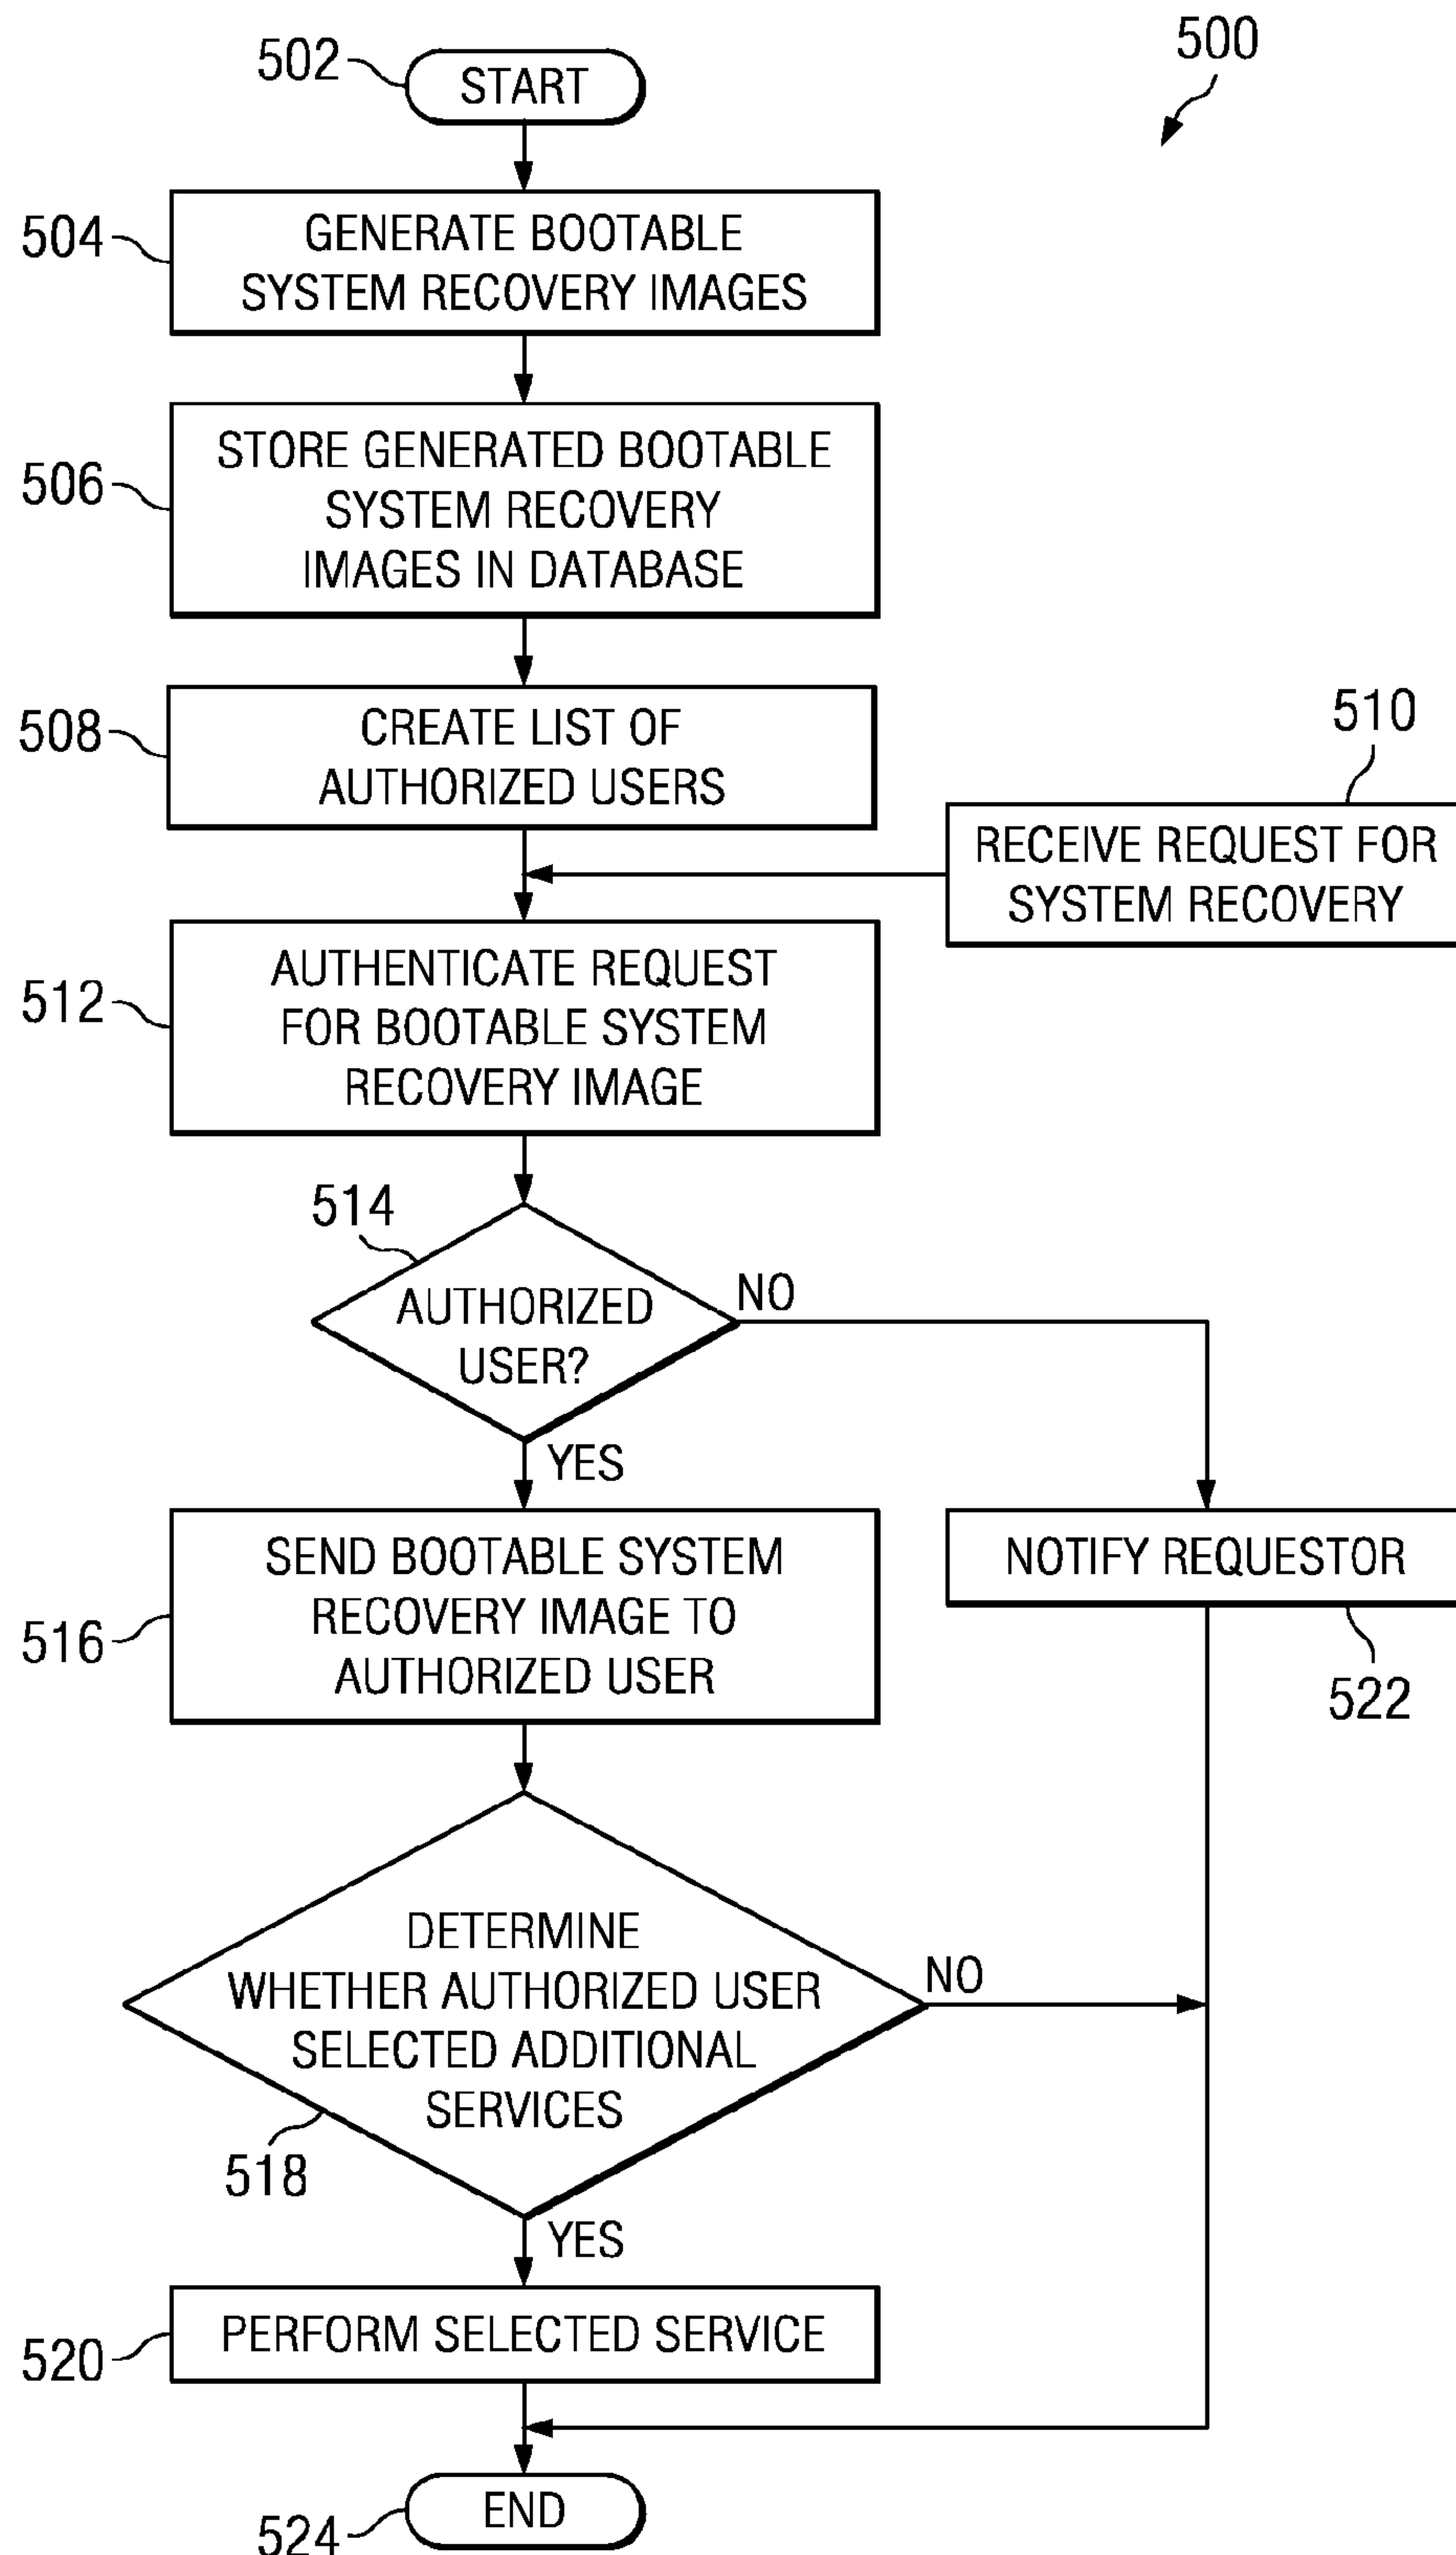 500
502
START
504
GENERATE BOOTABLE
SYSTEM RECOVERY IMAGES
506
STORE GENERATED BOOTABLE
SYSTEM RECOVERY
IMAGES IN DATABASE
508
CREATE LIST OF
AUTHORIZED USERS
510
RECEIVE REQUEST FOR
SYSTEM RECOVERY
512
AUTHENTICATE REQUEST
FOR BOOTABLE SYSTEM
RECOVERY IMAGE
514
AUTHORIZED
USER?
NO
YES
516
SEND BOOTABLE SYSTEM
RECOVERY IMAGE TO
AUTHORIZED USER
NOTIFY REQUESTOR
522
DETERMINE
WHETHER AUTHORIZED USER
SELECTED ADDITIONAL
SERVICES
NO
518
YES
520
PERFORM SELECTED SERVICE
END
524